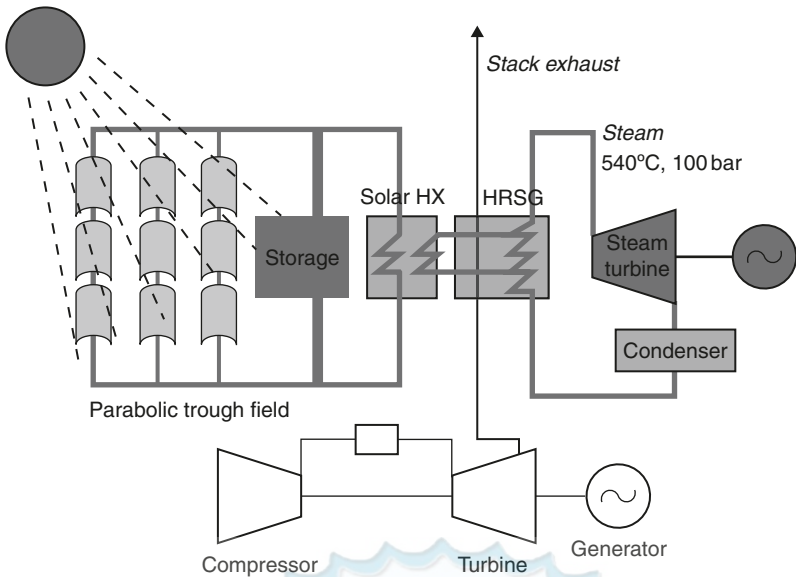 Stack exhaust
Steam
540°C, 100 bar
Solar HX
HRSG
Storage
Steam
turbine
Condenser
Parabolic trough field
Compressor
Turbine
Generator